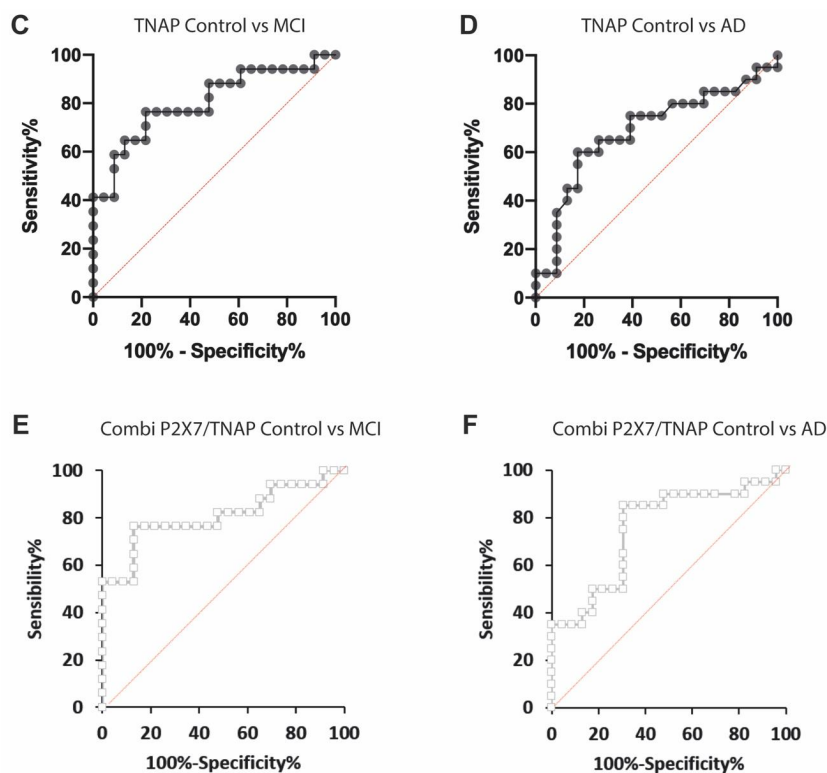 C
TNAP Control vs MCI
Sensitivity%
100
80
60
40
20
0
0 20 40 60 80 100
100% - Specificity%
D
TNAP Control vs AD
Sensitivity%
100
80
60
40
20
0
0 20 40 60 80 100
100% - Specificity%
E
Combi P2X7/TNAP Control vs MCI
Sensibility%
100
80
60
40
20
0
0 20 40 60 80 100
100%-Specificity%
F
Combi P2X7/TNAP Control vs AD
Sensibility%
100
80
60
40
20
0
0 20 40 60 80 100
100%-Specificity%